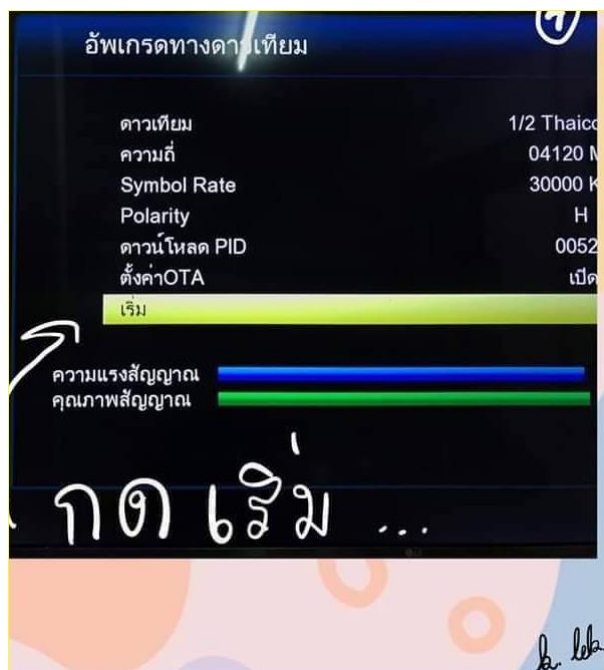 อัพเกรดทางดาวเทียม
ดาวเทียม 1/2 Thaico
ความถี่ 04120 M
Symbol Rate 30000 K
Polarity H
ดาวน์โหลด PID 0052
ตั้งค่าOTA เปิด
เริ่ม
ความแรงสัญญาณ
คุณภาพสัญญาณ
กด เริ่ม ...
k. lek